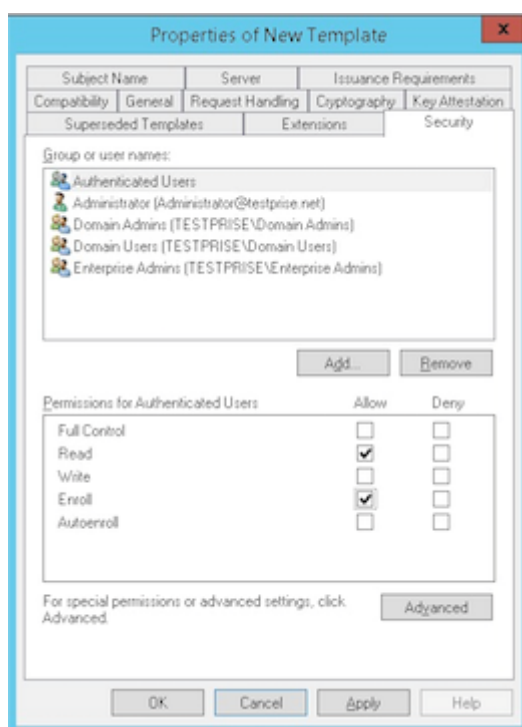 Properties of New Template
x
Subject Name Server Issuance Requirements
Compatibility General Request Handling Cryptography Key Attestation
Superseded Templates Extensions Security
Group or user names:
Authenticated Users
Administrator (Administrator@testprise.net)
Domain Admins (TESTPRISE\Domain Admins)
Domain Users (TESTPRISE\Domain Users)
Enterprise Admins (TESTPRISE\Enterprise Admins)
Add... Remove
Permissions for Authenticated Users Allow Deny
Full Control
Read
Write
Enroll
Autoenroll
For special permissions or advanced settings, click
Advanced.
Advanced
OK Cancel Apply Help